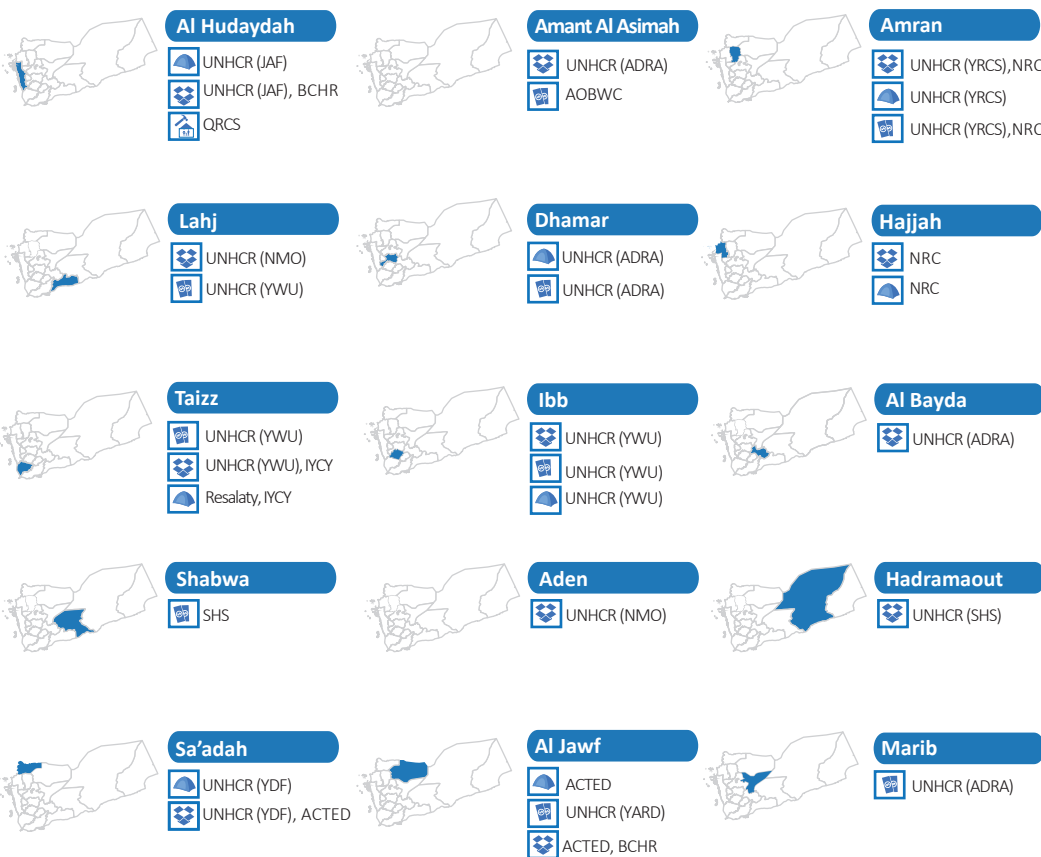 Al Hudaydah
UNHCR (JAF)
UNHCR (JAF), BCHR
QRCS
Amant Al Asimah
UNHCR (ADRA)
AOBWC
Amran
UNHCR (YRCS), NRC
UNHCR (YRCS)
UNHCR (YRCS), NRC
Lahj
UNHCR (NMO)
UNHCR (YWU)
Dhamar
UNHCR (ADRA)
UNHCR (ADRA)
Hajjah
NRC
NRC
Taizz
UNHCR (YWU)
UNHCR (YWU), IYCY
Resalaty, IYCY
Ibb
UNHCR (YWU)
UNHCR (YWU)
UNHCR (YWU)
Al Bayda
UNHCR (ADRA)
Shabwa
SHS
Aden
UNHCR (NMO)
Hadramaout
UNHCR (SHS)
Sa'adah
UNHCR (YDF)
UNHCR (YDF), ACTED
Al Jawf
ACTED
UNHCR (YARD)
ACTED, BCHR
Marib
UNHCR (ADRA)